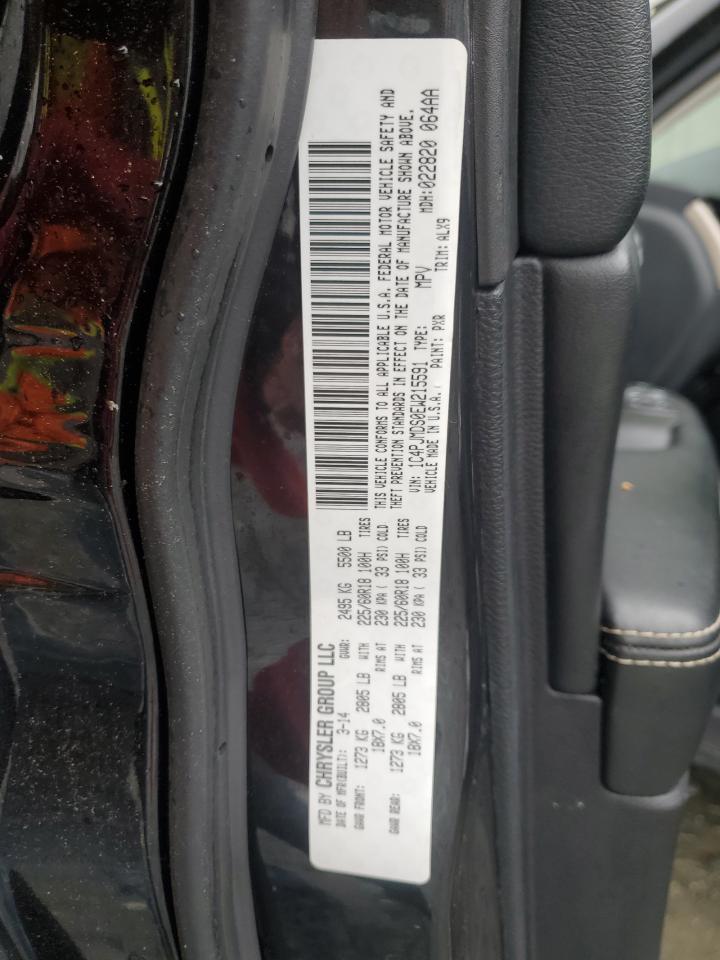 MFD BY CHRYSLER GROUP LLC
DATE OF MFR(BUILT): 3-14 GVWR: 2495 KG 5500 LB
GAWR FRONT: 1273 KG 2805 LB WITH 225/60R18 100H TIRES
18X7.0 RIMS AT 230 KPA ( 33 PSI) COLD
GAWR REAR: 1273 KG 2805 LB WITH 225/60R18 100H TIRES
18X7.0 RIMS AT 230 KPA ( 33 PSI) COLD
THIS VEHICLE CONFORMS TO ALL APPLICABLE U.S.A. FEDERAL MOTOR VEHICLE SAFETY AND
THEFT PREVENTION STANDARDS IN EFFECT ON THE DATE OF MANUFACTURE SHOWN ABOVE.
VIN: 1C4PJMDS0EW215591 TYPE: MPV MDH: 022820 064AA
VEHICLE MADE IN U.S.A. PAINT: PXR TRIM: ALX9